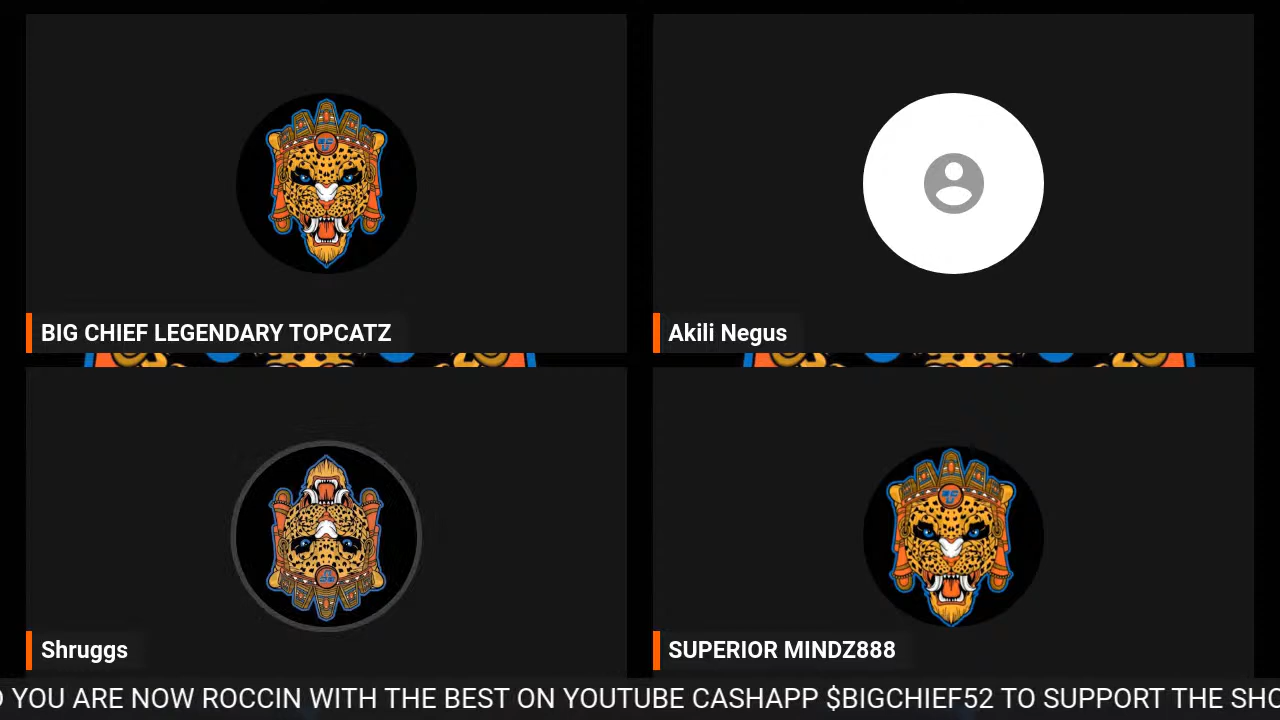 BIG CHIEF LEGENDARY TOPCATZ
Akili Negus
Shruggs
SUPERIOR MINDZ888
YOU ARE NOW ROCCIN WITH THE BEST ON YOUTUBE CASHAPP $BIGCHIEF52 TO SUPPORT THE